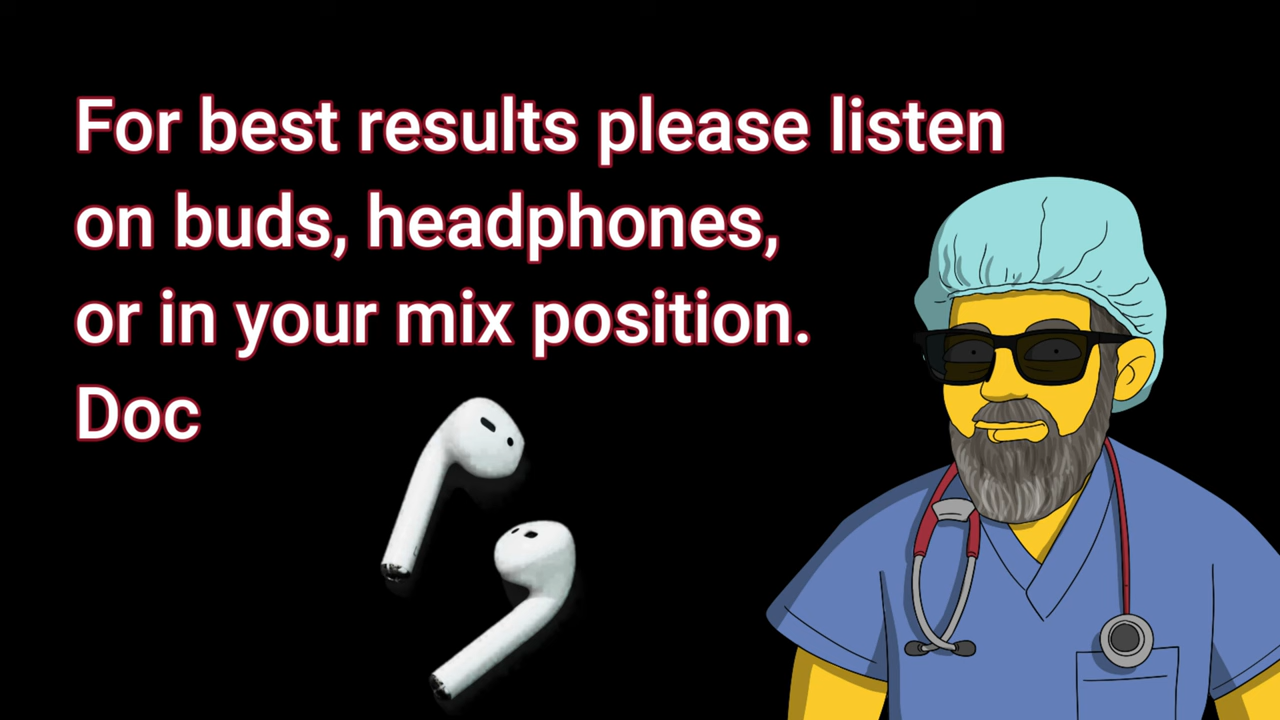 For best results please listen
on buds, headphones,
or in your mix position.
Doc